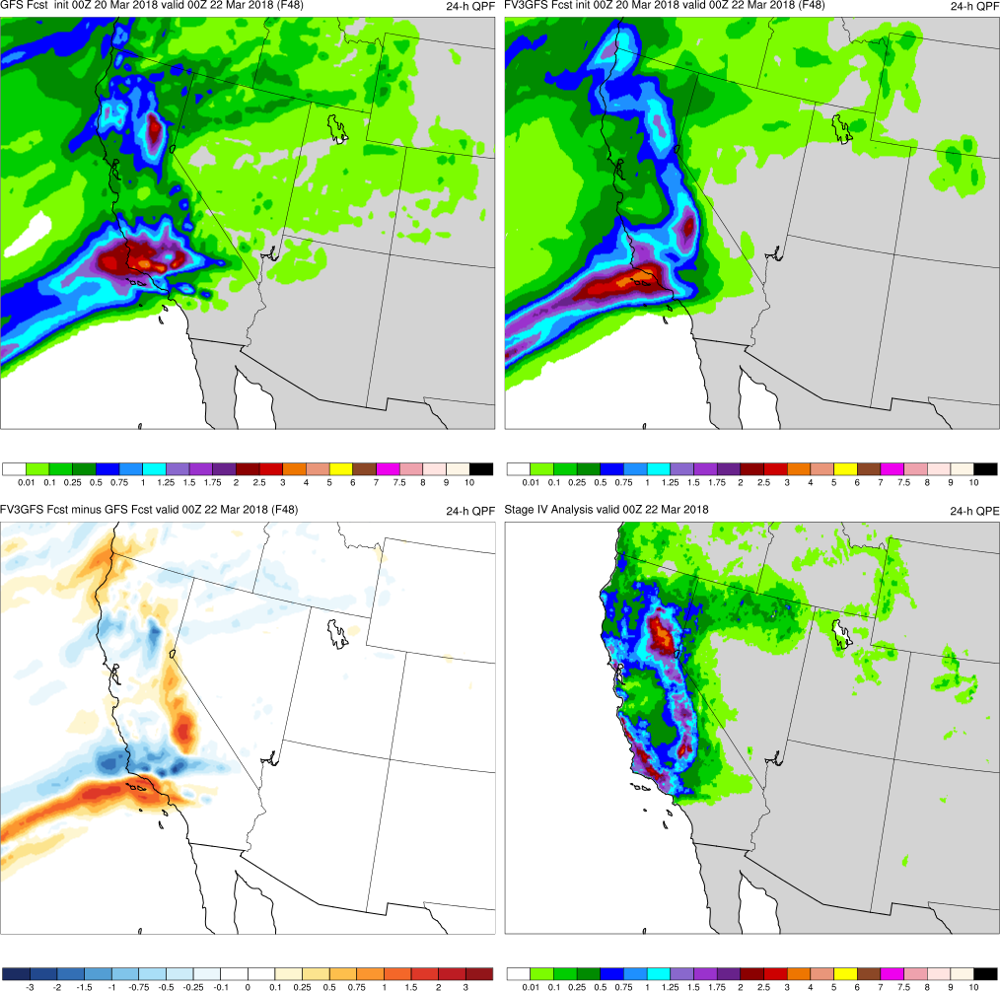 GFS Fcst init 00Z 20 Mar 2018 valid 00Z 22 Mar 2018 (F48) 24-h QPF
FV3GFS Fcst init 00Z 20 Mar 2018 valid 00Z 22 Mar 2018 (F48) 24-h QPF
0.01 0.1 0.25 0.5 0.75 1 1.25 1.5 1.75 2 2.5 3 4 5 6 7 7.5 8 9 10
0.01 0.1 0.25 0.5 0.75 1 1.25 1.5 1.75 2 2.5 3 4 5 6 7 7.5 8 9 10
FV3GFS Fcst minus GFS Fcst valid 00Z 22 Mar 2018 (F48) 24-h QPF
Stage IV Analysis valid 00Z 22 Mar 2018 24-h QPE
-3 -2 -1.5 -1 -0.75 -0.5 -0.25 -0.1 0 0.1 0.25 0.5 0.75 1 1.5 2 3
0.01 0.1 0.25 0.5 0.75 1 1.25 1.5 1.75 2 2.5 3 4 5 6 7 7.5 8 9 10